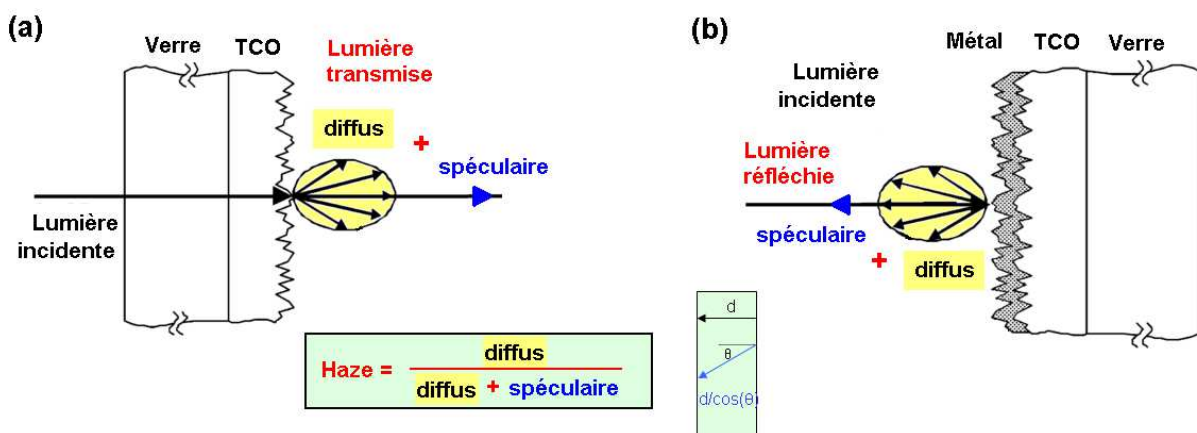 (a)
Verre TCO
Lumière
transmise
diffus
+
spéculaire
Lumière
incidente
Haze = diffus
diffus + spéculaire
(b)
Métal TCO Verre
Lumière
incidente
Lumière
réfléchie
spéculaire
+
diffus
d
θ
d/cos(θ)